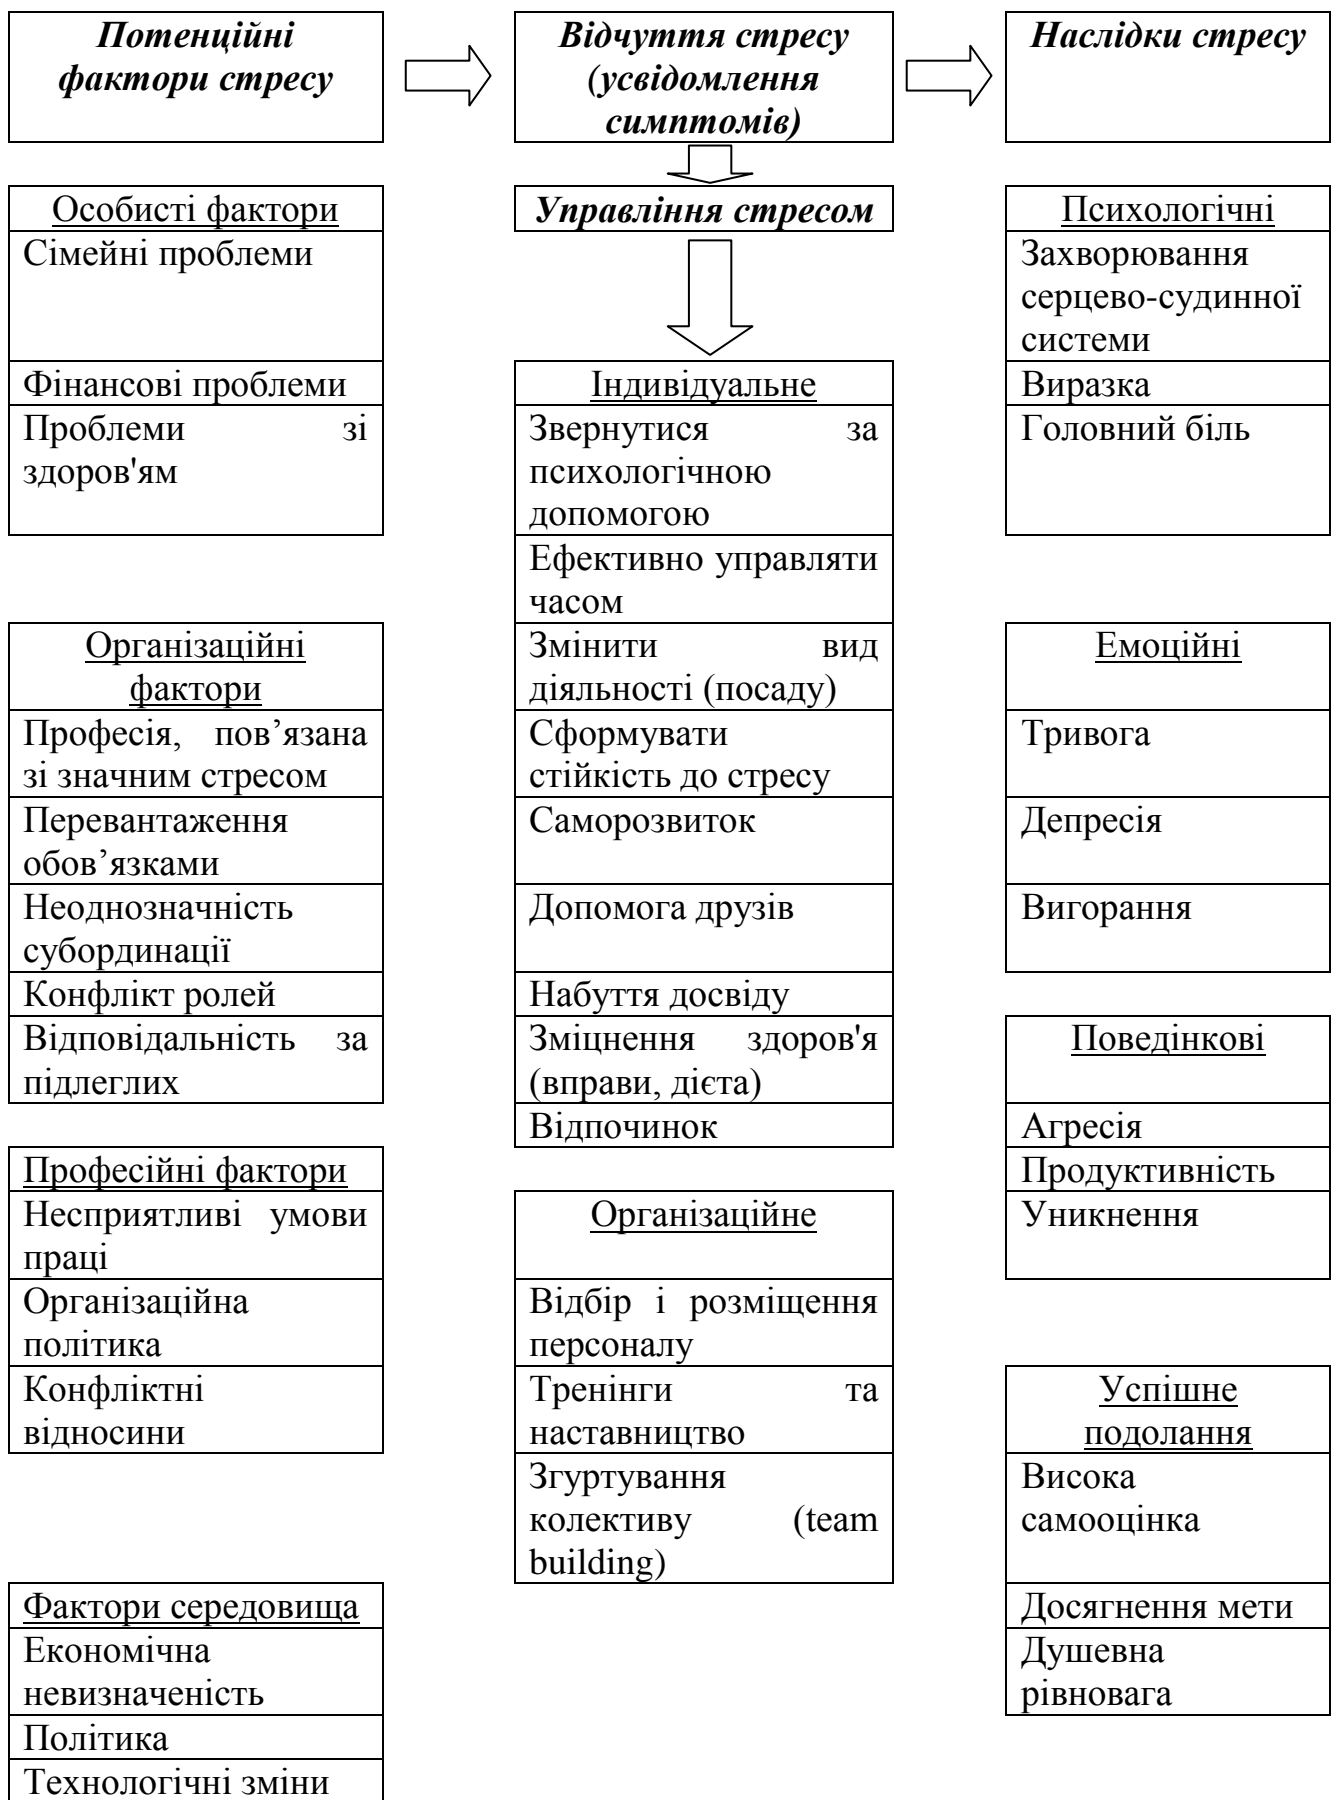 Потенційні
фактори стресу
Відчуття стресу
(усвідомлення
симптомів)
Наслідки стресу
Особисті фактори
Сімейні проблеми
Фінансові проблеми
Проблеми зі
здоров'ям
Організаційні
фактори
Професія, пов’язана
зі значним стресом
Перевантаження
обов’язками
Неоднозначність
субординації
Конфлікт ролей
Відповідальність за
підлеглих
Професійні фактори
Несприятливі умови
праці
Організаційна
політика
Конфліктні
відносини
Фактори середовища
Економічна
невизначеність
Політика
Технологічні зміни
Управління стресом
Індивідуальне
Звернутися за
психологічною
допомогою
Ефективно управляти
часом
Змінити вид
діяльності (посаду)
Сформувати
стійкість до стресу
Саморозвиток
Допомога друзів
Набуття досвіду
Зміцнення здоров'я
(вправи, дієта)
Відпочинок
Організаційне
Відбір і розміщення
персоналу
Тренінги та
наставництво
Згуртування
колективу (team
building)
Психологічні
Захворювання
серцево-судинної
системи
Виразка
Головний біль
Емоційні
Тривога
Депресія
Вигорання
Поведінкові
Агресія
Продуктивність
Уникнення
Успішне
подолання
Висока
самооцінка
Досягнення мети
Душевна
рівновага